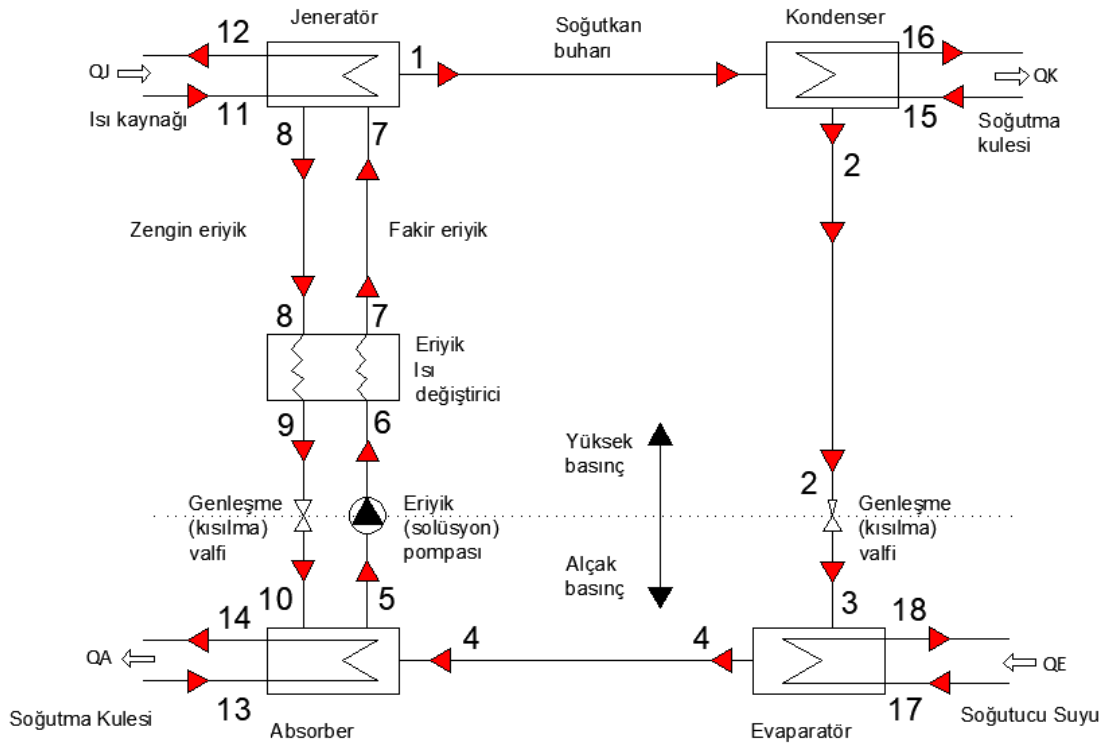 Jeneratör
Kondenser
12
1
Soğutkan
buharı
16
QJ
QK
11
15
Isı kaynağı
Soğutma
kulesi
8
7
2
Zengin eriyik
Fakir eriyik
8
7
Eriyik
Isı
değiştirici
9
6
Yüksek
basınç
2
Genleşme
(kısılma)
valfi
Eriyik
(solüsyon)
pompası
Genleşme
(kısılma)
valfi
Alçak
basınç
10
5
3
14
4
4
18
QA
QE
13
17
Soğutma Kulesi
Absorber
Evaparatör
Soğutucu Suyu